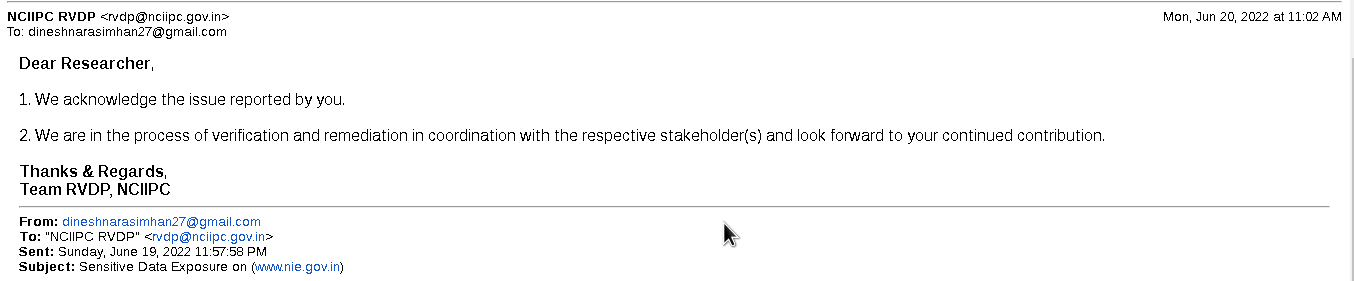 NCIIPC RVDP <rvdp@nciipc.gov.in> Mon, Jun 20, 2022 at 11:02 AM
To: dineshnarasimhan27@gmail.com
Dear Researcher,
1. We acknowledge the issue reported by you.
2. We are in the process of verification and remediation in coordination with the respective stakeholder(s) and look forward to your continued contribution.
Thanks & Regards,
Team RVDP, NCIIPC
From: dineshnarasimhan27@gmail.com
To: "NCIIPC RVDP" <rvdp@nciipc.gov.in>
Sent: Sunday, June 19, 2022 11:57:58 PM
Subject: Sensitive Data Exposure on (www.nie.gov.in)